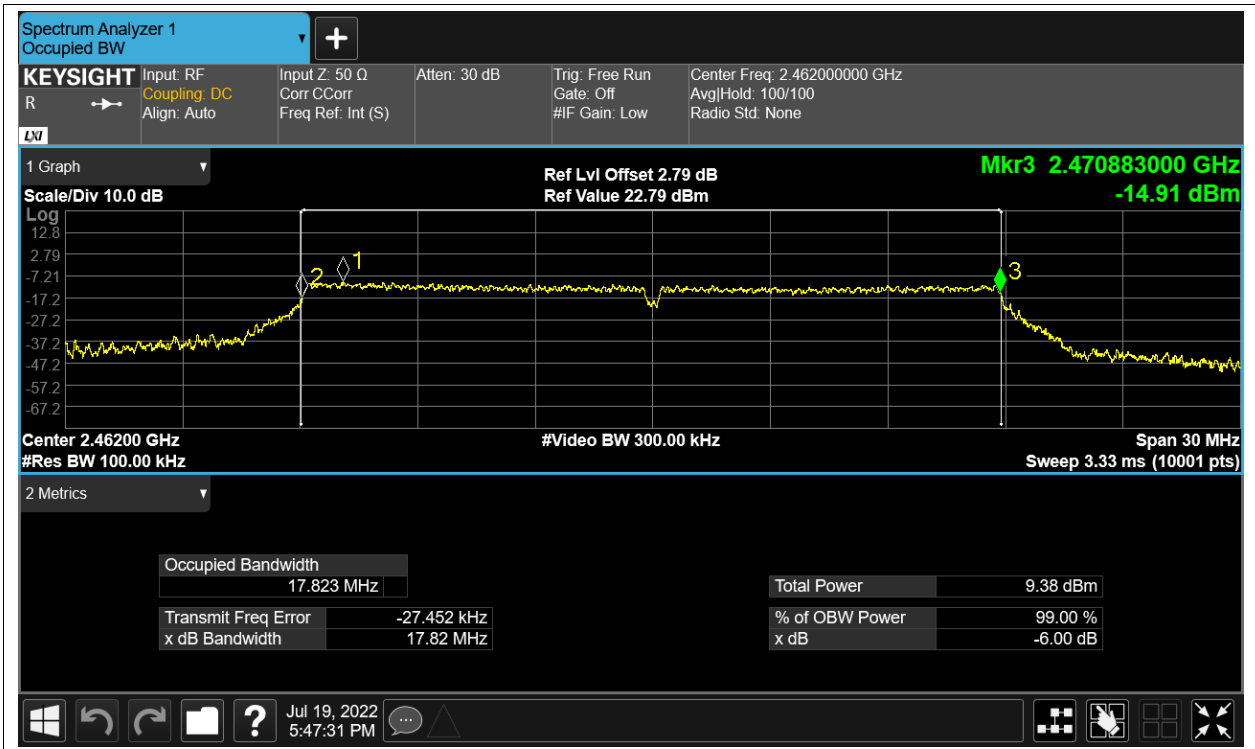 Spectrum Analyzer 1
Occupied BW
KEYSIGHT
R
LXI
Input: RF
Coupling: DC
Align: Auto
Input Z: 50 Ω
Corr CCorr
Freq Ref: Int (S)
Atten: 30 dB
Trig: Free Run
Gate: Off
#IF Gain: Low
Center Freq: 2.462000000 GHz
Avg|Hold: 100/100
Radio Std: None
1 Graph
Scale/Div 10.0 dB
Ref Lvl Offset 2.79 dB
Ref Value 22.79 dBm
Mkr3 2.470883000 GHz
-14.91 dBm
Log
12.8
2.79
-7.21
-17.2
-27.2
-37.2
-47.2
-57.2
-67.2
1
2
3
Center 2.46200 GHz
#Res BW 100.00 kHz
#Video BW 300.00 kHz
Span 30 MHz
Sweep 3.33 ms (10001 pts)
2 Metrics
Occupied Bandwidth
17.823 MHz
Transmit Freq Error -27.452 kHz
x dB Bandwidth 17.82 MHz
Total Power 9.38 dBm
% of OBW Power 99.00 %
x dB -6.00 dB
?
Jul 19, 2022
5:47:31 PM